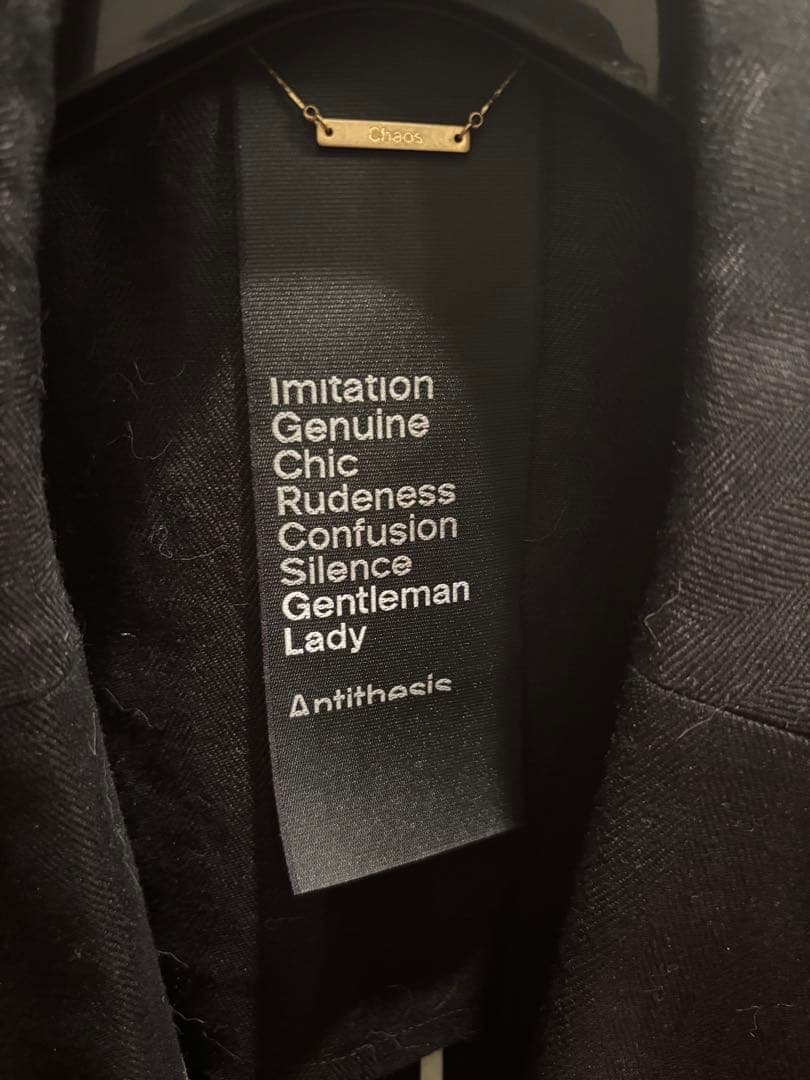 Chaos
Imitation
Genuine
Chic
Rudeness
Confusion
Silence
Gentleman
Lady
Antithesis